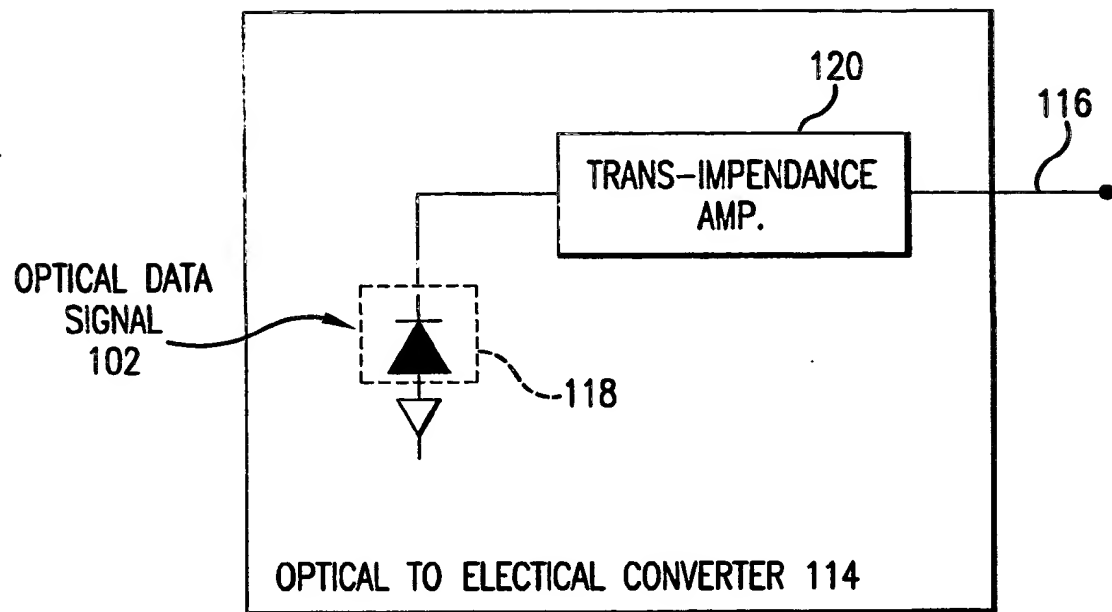 120
116
TRANS-IMPENDANCE
AMP.
OPTICAL DATA
SIGNAL
102
118
OPTICAL TO ELECTICAL CONVERTER 114